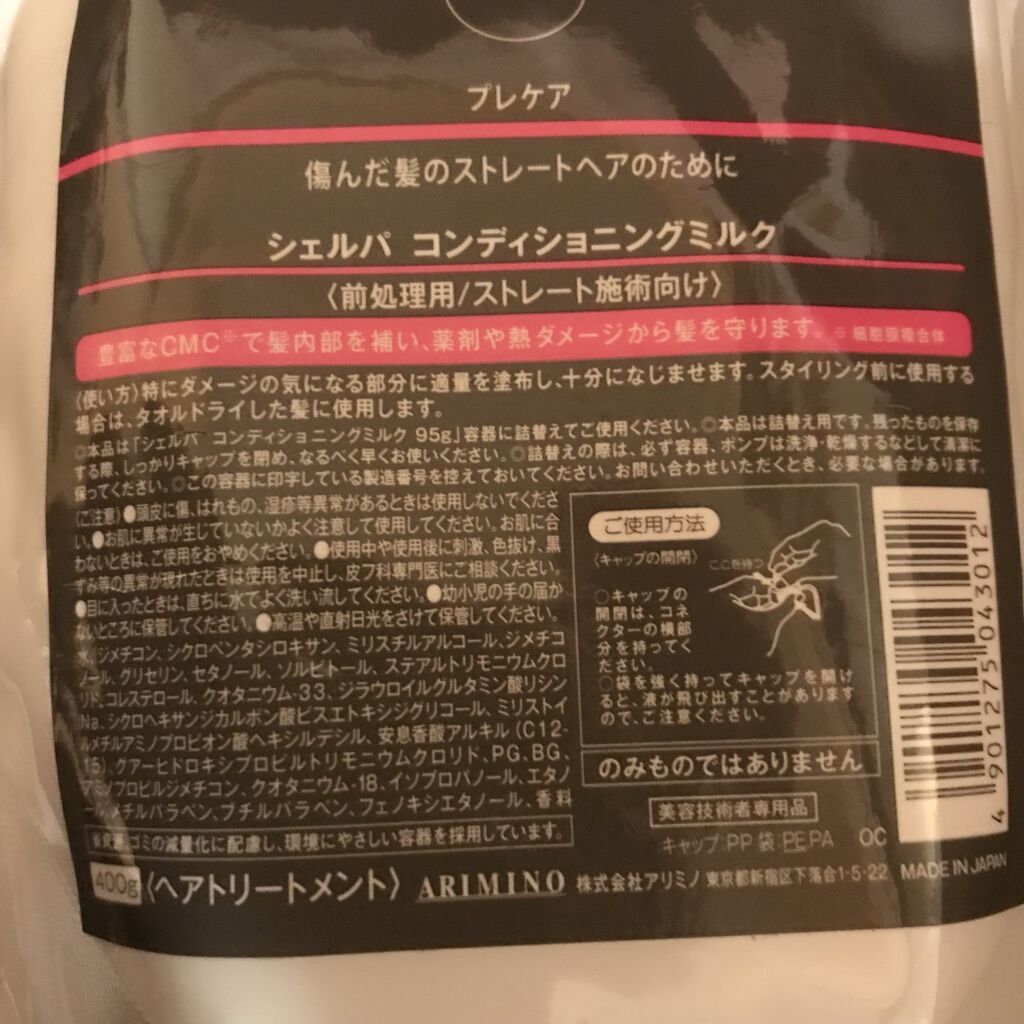 プレケア
傷んだ髪のストレートヘアのために
シェルパ コンディショニングミルク
〈前処理用/ストレート施術向け〉
豊富なCMC※で髪内部を補い、薬剤や熱ダメージから髪を守ります。※ 細胞膜複合体
〈使い方〉特にダメージの気になる部分に適量を塗布し、十分になじませます。スタイリング前に使用する
場合は、タオルドライした髪に使用します。
◎本品は「シェルパ コンディショニングミルク 95g」容器に詰替えてご使用ください。◎本品は詰替え用です。残ったものを保存
する際、しっかりキャップを閉め、なるべく早くお使いください。◎詰替えの際は、必ず容器、ポンプは洗浄・乾燥するなどして清潔に
保ってください。◎この容器に印字している製造番号を控えておいてください。お問い合わせいただくとき、必要な場合があります。
〈ご注意〉●頭皮に傷、はれもの、湿疹等異常があるときは使用しないでくださ
い。●お肌に異常が生じていないかよく注意して使用してください。お肌に合
わないときは、ご使用をおやめください。●使用中や使用後に刺激、色抜け、黒
ずみ等の異常が現れたときは使用を中止し、皮フ科専門医にご相談ください。
●目に入ったときは、直ちに水でよく洗い流してください。●幼小児の手の届か
ないところに保管してください。●高温や直射日光をさけて保管してください。
水、ジメチコン、シクロペンタシロキサン、ミリスチルアルコール、ジメチコ
ノール、グリセリン、セタノール、ソルビトール、ステアルトリモニウムクロ
リド、コレステロール、クオタニウム-33、ジラウロイルグルタミン酸リシン
Na、シクロヘキサンジカルボン酸ビスエトキシジグリコール、ミリストイ
ルメチルアミノプロピオン酸ヘキシルデシル、安息香酸アルキル(C12-
15)、グアーヒドロキシプロピルトリモニウムクロリド、PG、BG、
アミノプロピルジメチコン、クオタニウム-18、イソプロパノール、エタノ
ール、メチルパラベン、ブチルパラベン、フェノキシエタノール、香料
省資源、ゴミの減量化に配慮し、環境にやさしい容器を採用しています。
ご使用方法
〈キャップの開閉〉
ここを持つ
○キャップの
開閉は、コネ
クターの横部
分を持ってく
ださい。
○袋を強く持ってキャップを開け
ると、液が飛び出すことがあります
ので、ご注意ください。
のみものではありません
美容技術者専用品
キャップ:PP 袋:PE,PA OC
4 901275 043012
400g 〈ヘアトリートメント〉 ARIMINO 株式会社アリミノ 東京都新宿区下落合1-5-22 MADE IN JAPAN